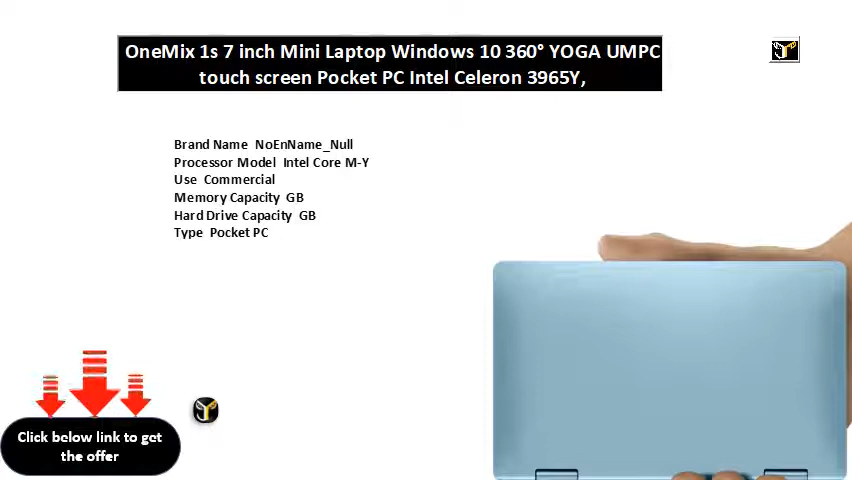 OneMix 1s 7 inch Mini Laptop Windows 10 360° YOGA UMPC
touch screen Pocket PC Intel Celeron 3965Y,
Brand Name NoEnName_Null
Processor Model Intel Core M-Y
Use Commercial
Memory Capacity GB
Hard Drive Capacity GB
Type Pocket PC
Click below link to get
the offer